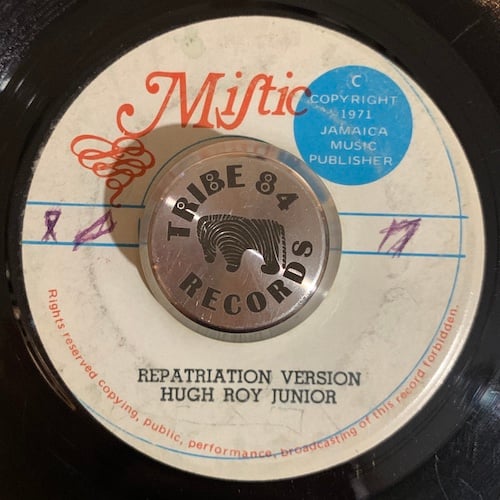 Miſtic
C
COPYRIGHT
1971
JAMAICA
MUSIC
PUBLISHER
TRIBE 84
RECORDS
REPATRIATION VERSION
HUGH ROY JUNIOR
Rights reserved copying, public, performance, broadcasting of this record forbidden.